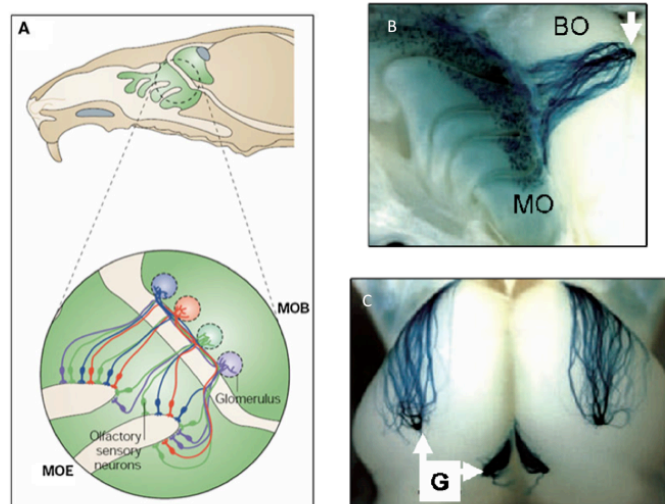 A
MOB
Glomerulus
Olfactory
sensory
neurons
MOE
B
BO
MO
C
G